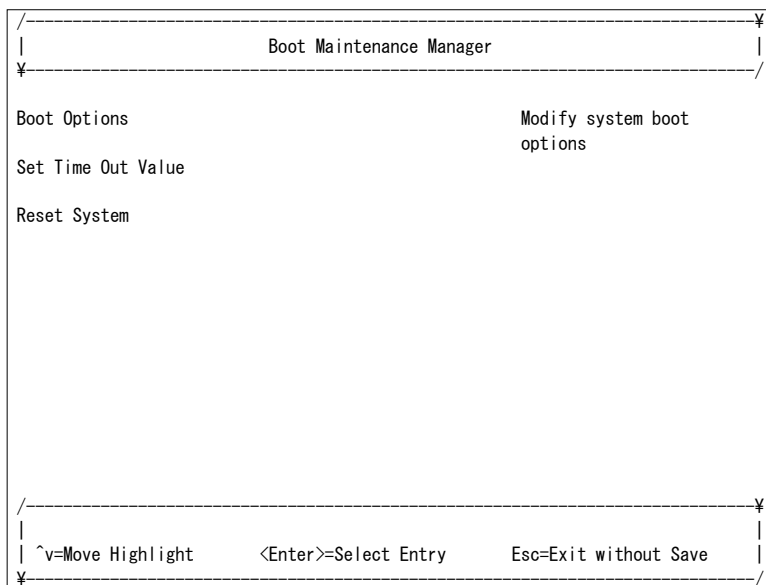 /------------------------------------------------------------------------------¥
|                          Boot Maintenance Manager                            |
¥------------------------------------------------------------------------------/
Boot Options                                          Modify system boot
                                                      options
Set Time Out Value
Reset System
/------------------------------------------------------------------------------¥
|                                                                              |
| ^v=Move Highlight       <Enter>=Select Entry      Esc=Exit without Save      |
¥------------------------------------------------------------------------------/